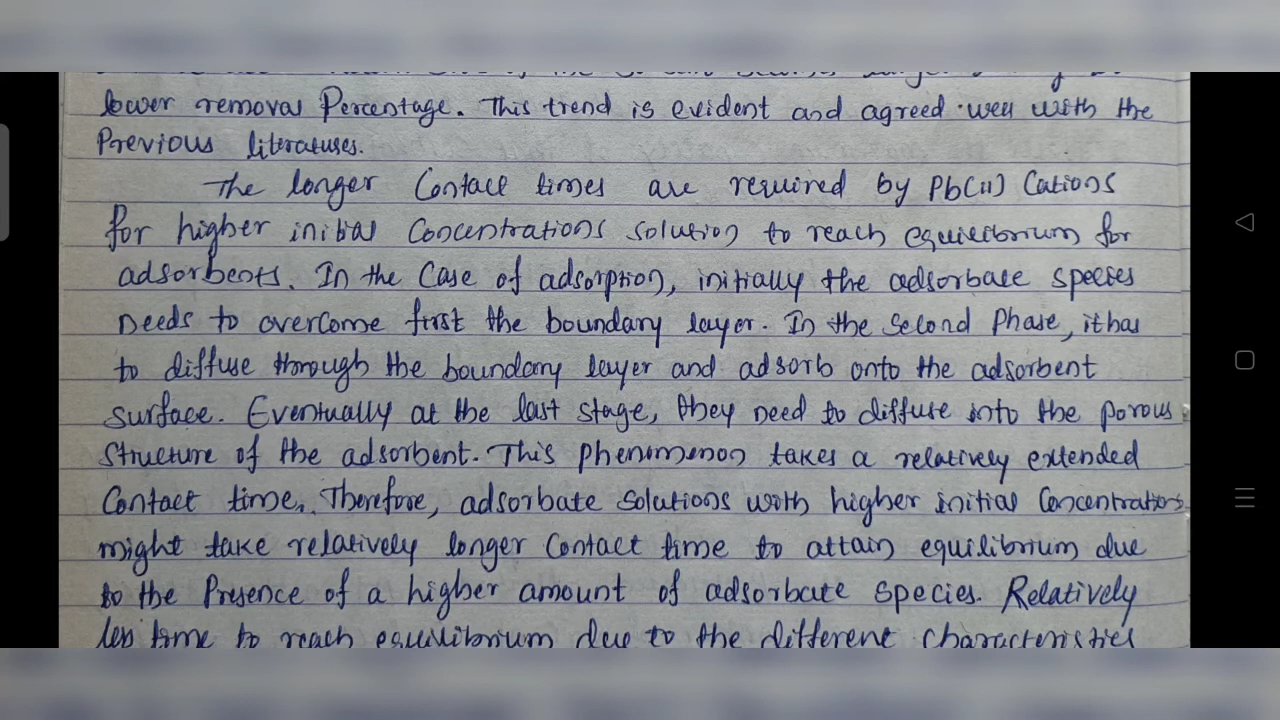 lower removal Percentage. This trend is evident and agreed well with the
Previous literatures.
The longer Contact times are required by Pb(II) Cations
for higher initial Concentrations solution to reach equilibrium for
adsorbents. In the Case of adsorption, initially the adsorbate species
Needs to overcome first the boundary layer. In the Second Phase, it has
to diffuse through the boundary layer and adsorb onto the adsorbent
surface. Eventually at the last stage, they need to diffuse into the porous
Structure of the adsorbent. This phenomenon takes a relatively extended
Contact time. Therefore, adsorbate solutions with higher initial Concentrations
might take relatively longer Contact time to attain equilibrium due
to the Presence of a higher amount of adsorbate species. Relatively
less time to reach equilibrium due to the different characteristics